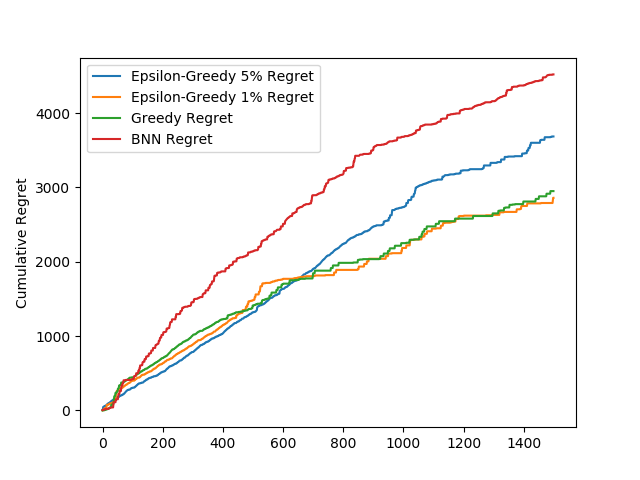 Epsilon-Greedy 5% Regret
Epsilon-Greedy 1% Regret
Greedy Regret
BNN Regret
Cumulative Regret
4000
3000
2000
1000
0
0 200 400 600 800 1000 1200 1400